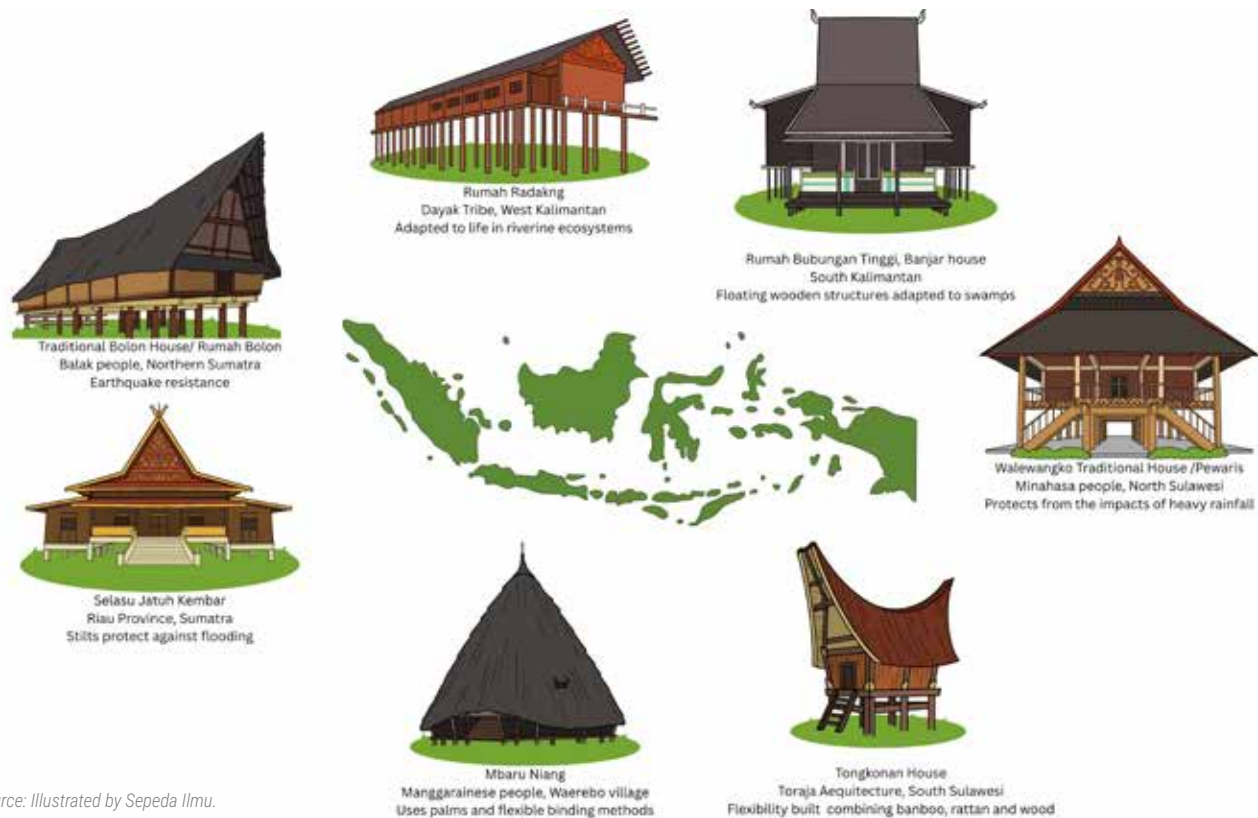 Rumah Radakng
Dayak Tribe, West Kalimantan
Adapted to life in riverine ecosystems
Rumah Bubungan Tinggi, Banjar house
South Kalimantan
Floating wooden structures adapted to swamps
Traditional Bolon House/ Rumah Bolon
Balak people, Northern Sumatra
Earthquake resistance
Walewangko Traditional House /Pewaris
Minahasa people, North Sulawesi
Protects from the impacts of heavy rainfall
Selasu Jatuh Kembar
Riau Province, Sumatra
Stilts protect against flooding
Mbaru Niang
Manggarainese people, Waerebo village
Uses palms and flexible binding methods
Tongkonan House
Toraja Aequitecture, South Sulawesi
Flexibility built combining banboo, rattan and wood
urce: Illustrated by Sepeda Ilmu.